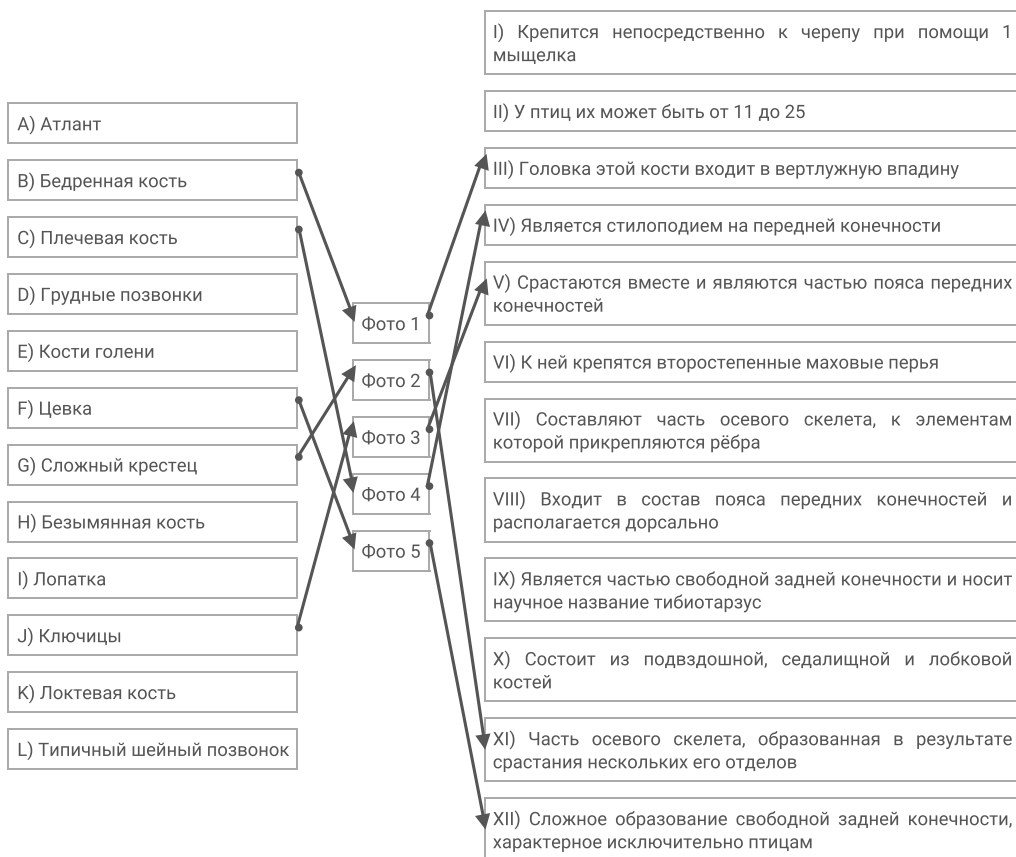 A) Атлант
B) Бедренная кость
C) Плечевая кость
D) Грудные позвонки
E) Кости голени
F) Цевка
G) Сложный крестец
H) Безымянная кость
I) Лопатка
J) Ключицы
K) Локтевая кость
L) Типичный шейный позвонок
Фото 1
Фото 2
Фото 3
Фото 4
Фото 5
I) Крепится непосредственно к черепу при помощи 1
мыщелка
II) У птиц их может быть от 11 до 25
III) Головка этой кости входит в вертлужную впадину
IV) Является стилоподием на передней конечности
V) Срастаются вместе и являются частью пояса передних
конечностей
VI) К ней крепятся второстепенные маховые перья
VII) Составляют часть осевого скелета, к элементам
которой прикрепляются рёбра
VIII) Входит в состав пояса передних конечностей и
располагается дорсально
IX) Является частью свободной задней конечности и носит
научное название тибиотарзус
X) Состоит из подвздошной, седалищной и лобковой
костей
XI) Часть осевого скелета, образованная в результате
срастания нескольких его отделов
XII) Сложное образование свободной задней конечности,
характерное исключительно птицам